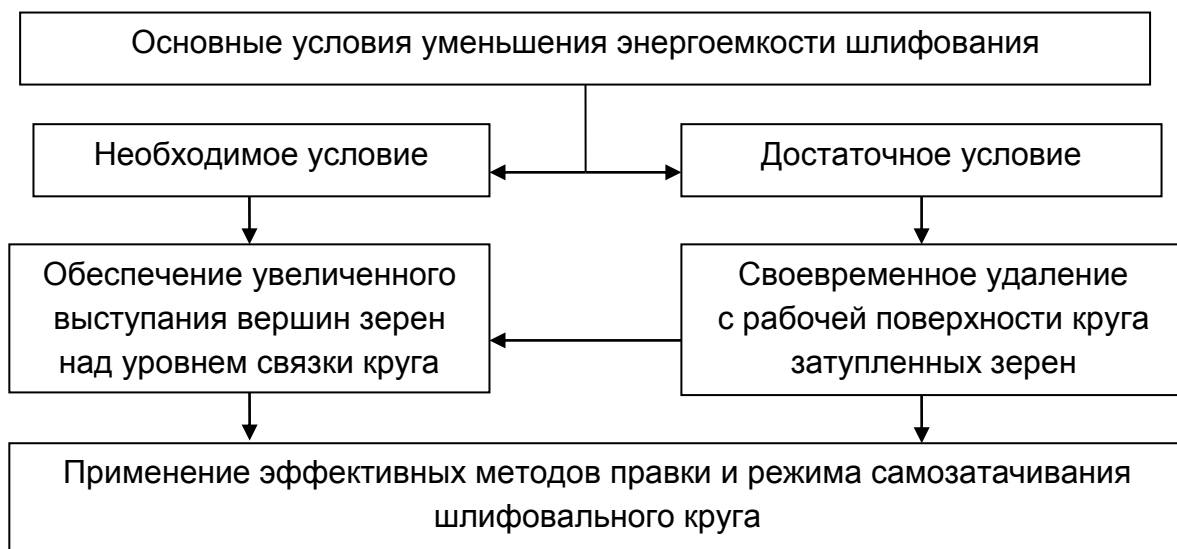 Основные условия уменьшения энергоемкости шлифования
Необходимое условие
Достаточное условие
Обеспечение увеличенного
выступания вершин зерен
над уровнем связки круга
Своевременное удаление
с рабочей поверхности круга
затупленных зерен
Применение эффективных методов правки и режима самозатачивания
шлифовального круга